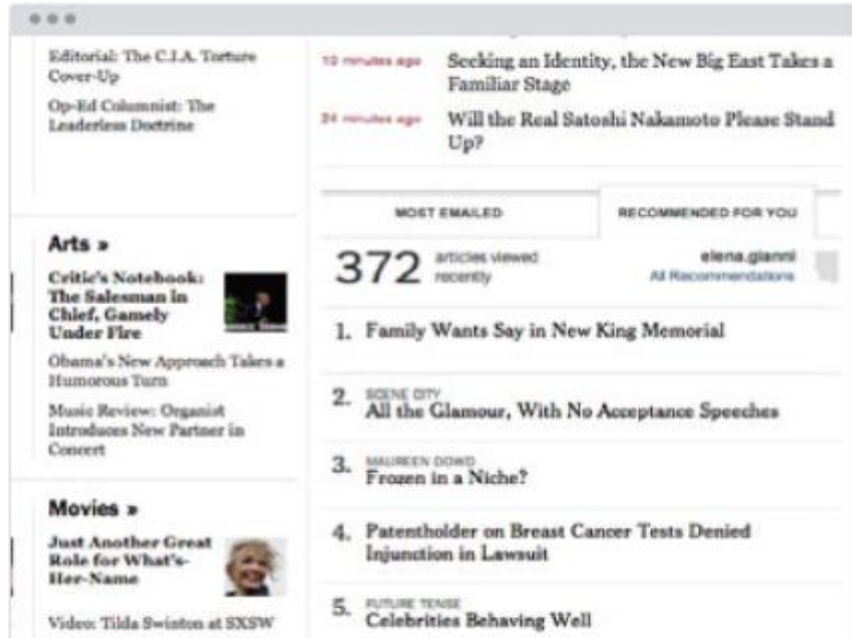 Editorial: The C.I.A. Torture
Cover-Up
Op-Ed Columnist: The
Leaderless Doctrine
Arts »
Critic's Notebook:
The Salesman in
Chief, Gamely
Under Fire
Obama's New Approach Takes a
Humorous Turn
Music Review: Organist
Introduces New Partner in
Concert
Movies »
Just Another Great
Role for What's-
Her-Name
Video: Tilda Swinton at SXSW
10 minutes ago
Seeking an Identity, the New Big East Takes a
Familiar Stage
24 minutes ago
Will the Real Satoshi Nakamoto Please Stand
Up?
MOST EMAILED
RECOMMENDED FOR YOU
372 articles viewed
recently
elena.gianni
All Recommendations
1. Family Wants Say in New King Memorial
2. SCENE CITY
All the Glamour, With No Acceptance Speeches
3. MAUREEN DOWD
Frozen in a Niche?
4. Patentholder on Breast Cancer Tests Denied
Injunction in Lawsuit
5. FUTURE TENSE
Celebrities Behaving Well